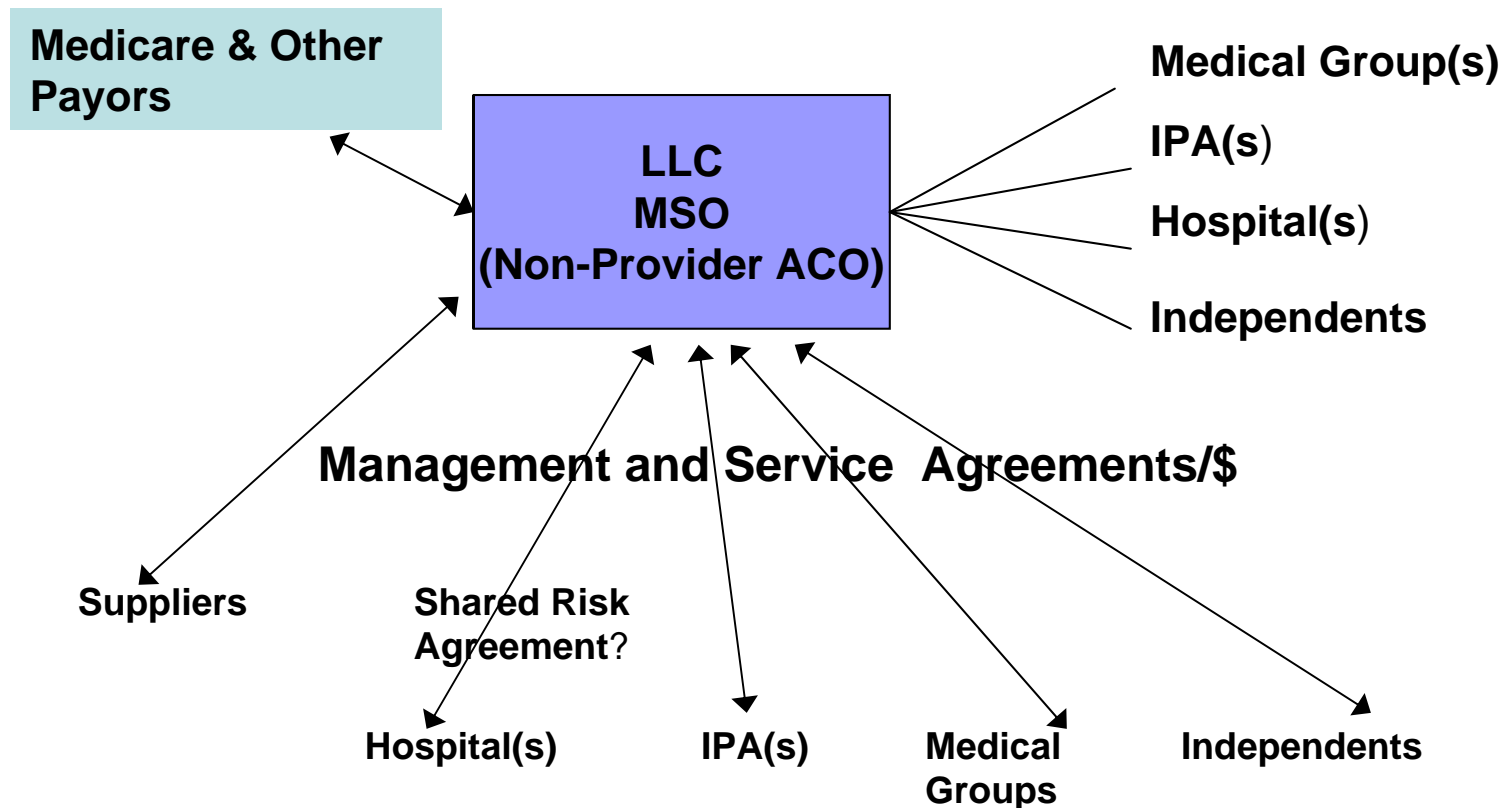 Medicare & Other
Payors
Medical Group(s)
IPA(s)
Hospital(s)
Independents
LLC
MSO
(Non-Provider ACO)
Management and Service  Agreements/$
Suppliers
Shared Risk
Agreement?
Hospital(s)
IPA(s)
Medical
Groups
Independents